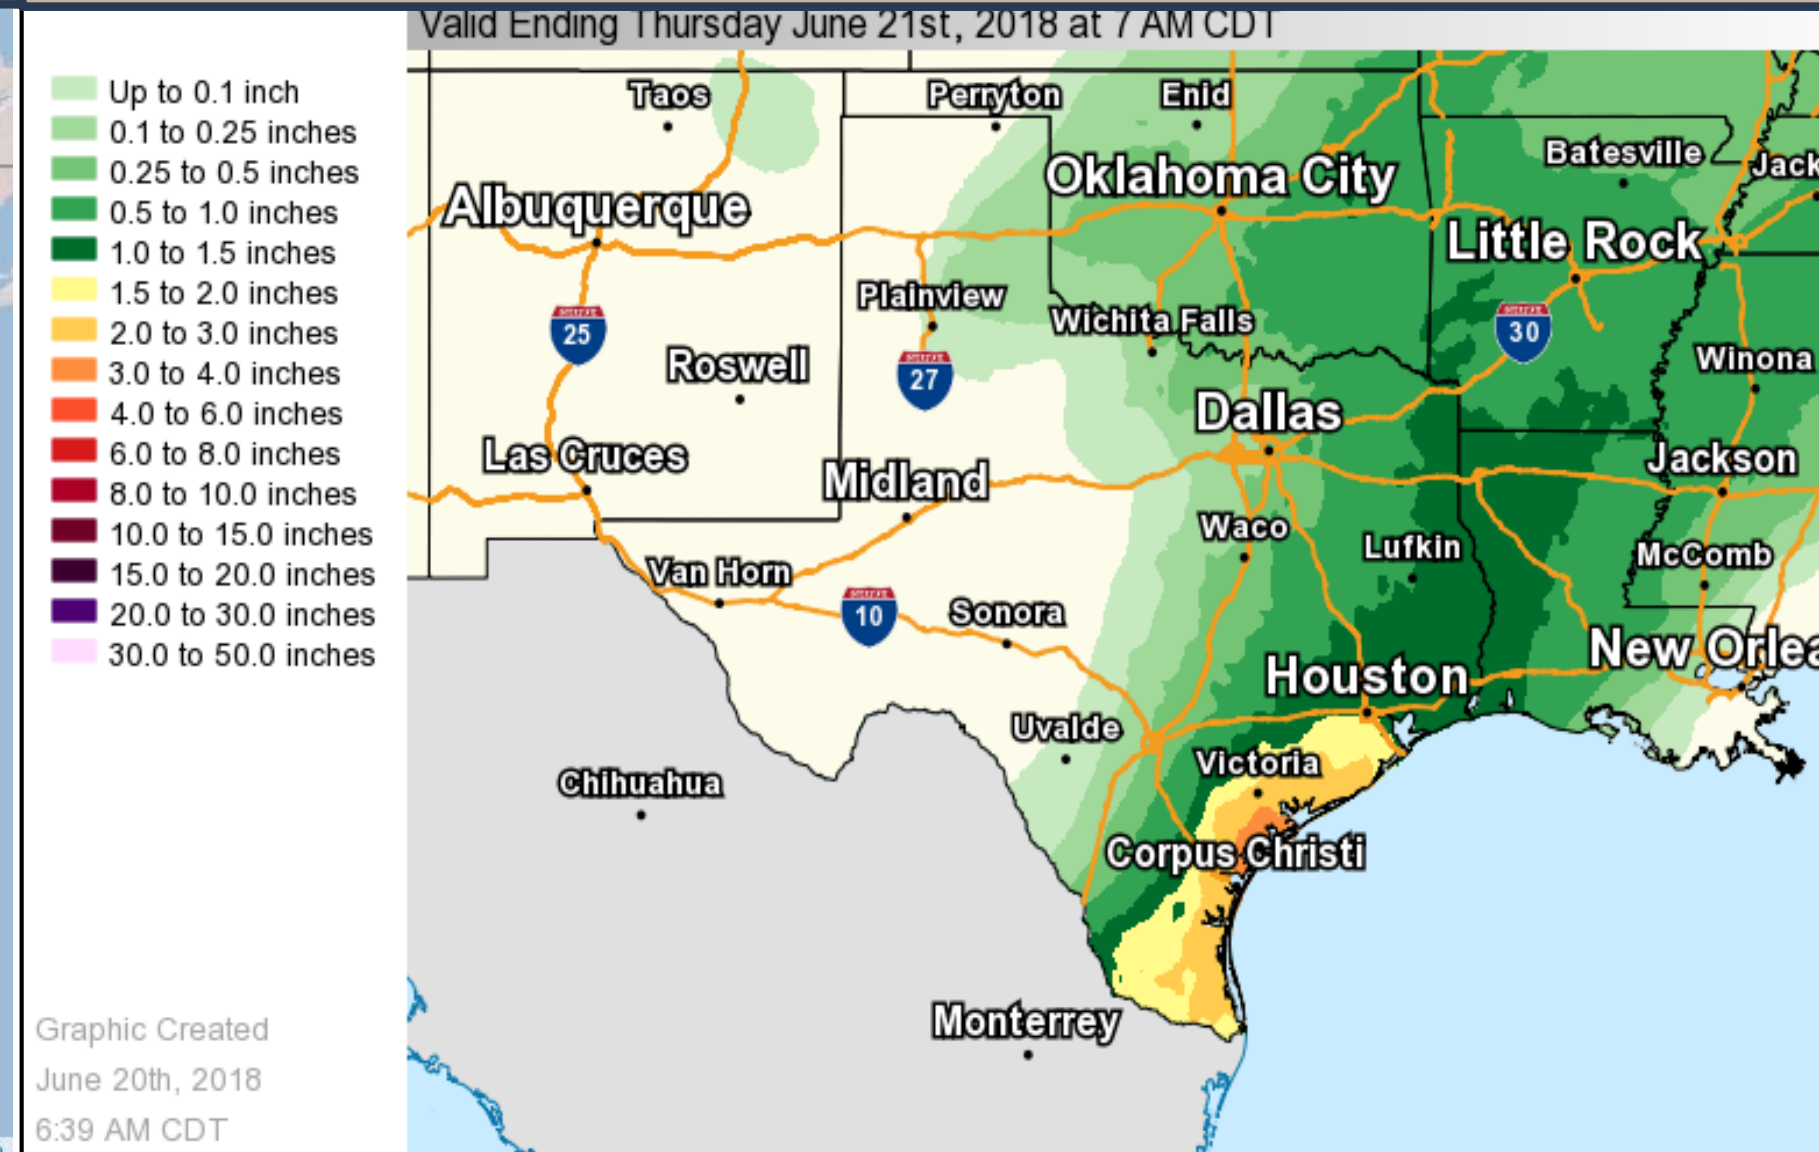 Valid Ending Thursday June 21st, 2018 at 7 AM CDT
Up to 0.1 inch
0.1 to 0.25 inches
0.25 to 0.5 inches
0.5 to 1.0 inches
1.0 to 1.5 inches
1.5 to 2.0 inches
2.0 to 3.0 inches
3.0 to 4.0 inches
4.0 to 6.0 inches
6.0 to 8.0 inches
8.0 to 10.0 inches
10.0 to 15.0 inches
15.0 to 20.0 inches
20.0 to 30.0 inches
30.0 to 50.0 inches
Graphic Created
June 20th, 2018
6:39 AM CDT
Taos
Perryton
Enid
Batesville
Jack
Oklahoma City
Albuquerque
Little Rock
Plainview
Wichita Falls
25
30
Roswell
27
Winona
Dallas
Las Cruces
Midland
Jackson
Waco
Lufkin
McComb
Van Horn
10
Sonora
New Orlea
Houston
Uvalde
Victoria
Chihuahua
Corpus Christi
Monterrey